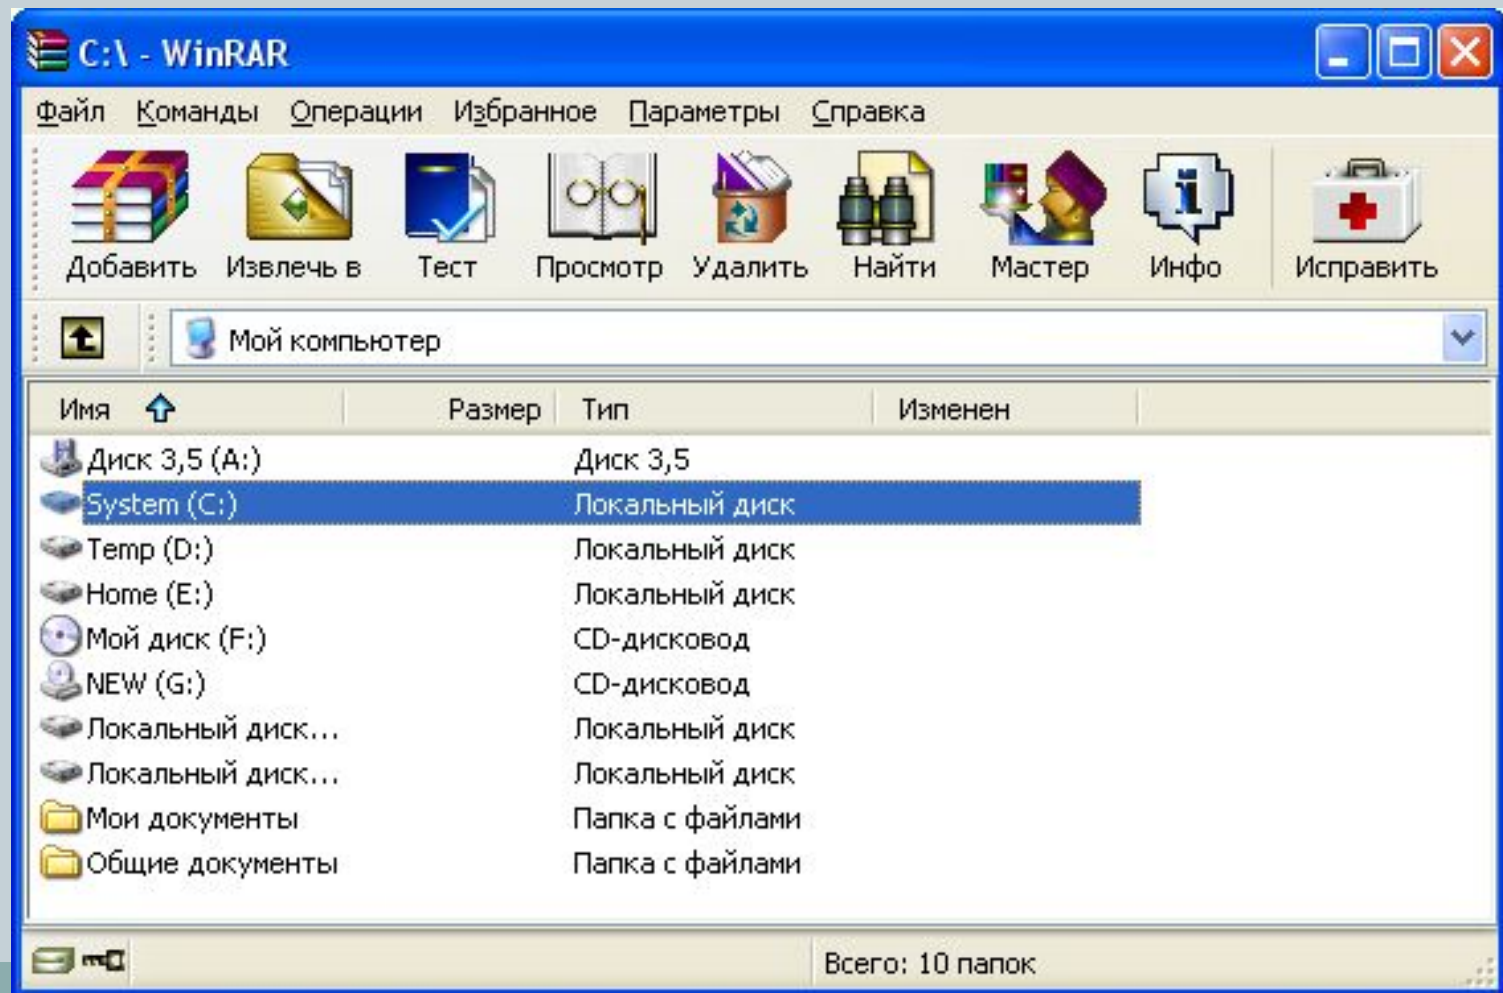 C:\ - WinRAR
Файл Команды Операции Избранное Параметры Справка
Добавить Извлечь в Тест Просмотр Удалить Найти Мастер Инфо Исправить
Мой компьютер
Имя Размер Тип Изменен
Диск 3,5 (A:) Диск 3,5
System (C:) Локальный диск
Temp (D:) Локальный диск
Home (E:) Локальный диск
Мой диск (F:) CD-дисковод
NEW (G:) CD-дисковод
Локальный диск... Локальный диск
Локальный диск... Локальный диск
Мои документы Папка с файлами
Общие документы Папка с файлами
Всего: 10 папок